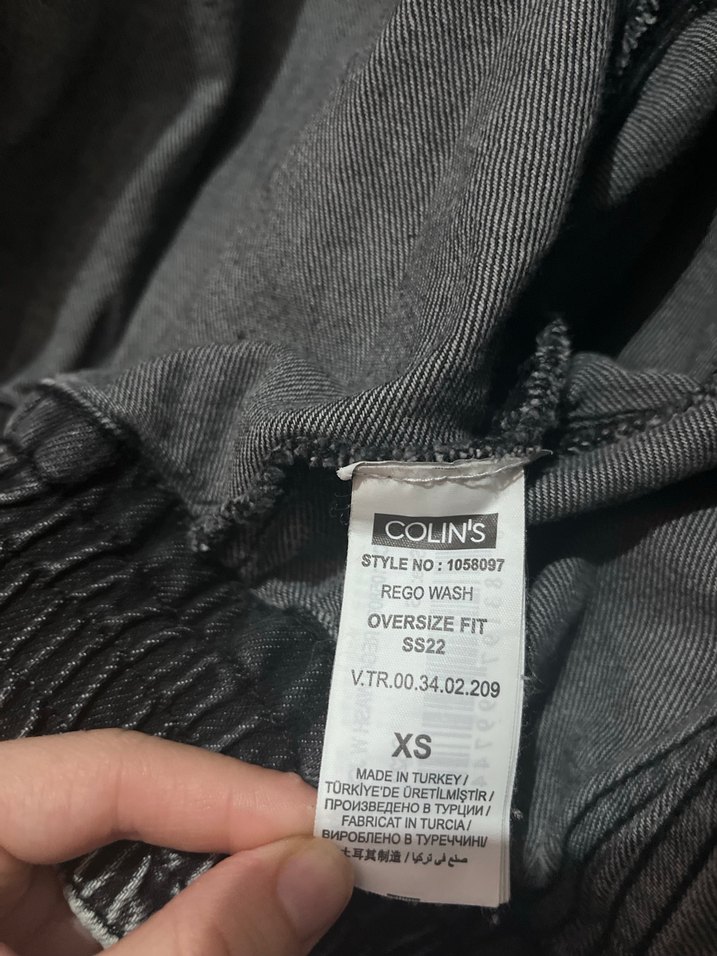 COLIN'S
STYLE NO : 1058097
REGO WASH
OVERSIZE FIT
SS22
V.TR.00.34.02.209
XS
MADE IN TURKEY /
TÜRKİYE'DE ÜRETİLMİŞTİR /
ПРОИЗВЕДЕНО В ТУРЦИИ /
FABRICAT IN TURCIA /
ВИРОБЛЕНО В ТУРЕЧЧИНІ/
土耳其制造 / صنع في تركيا